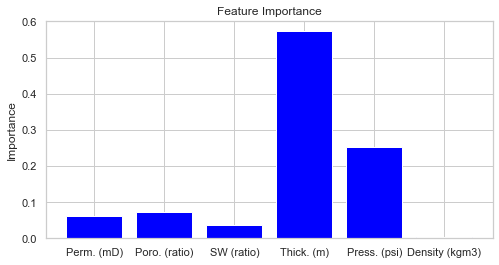 Feature Importance
Importance
0.6
0.5
0.4
0.3
0.2
0.1
0.0
Perm. (mD) Poro. (ratio) SW (ratio) Thick. (m) Press. (psi) Density (kgm3)